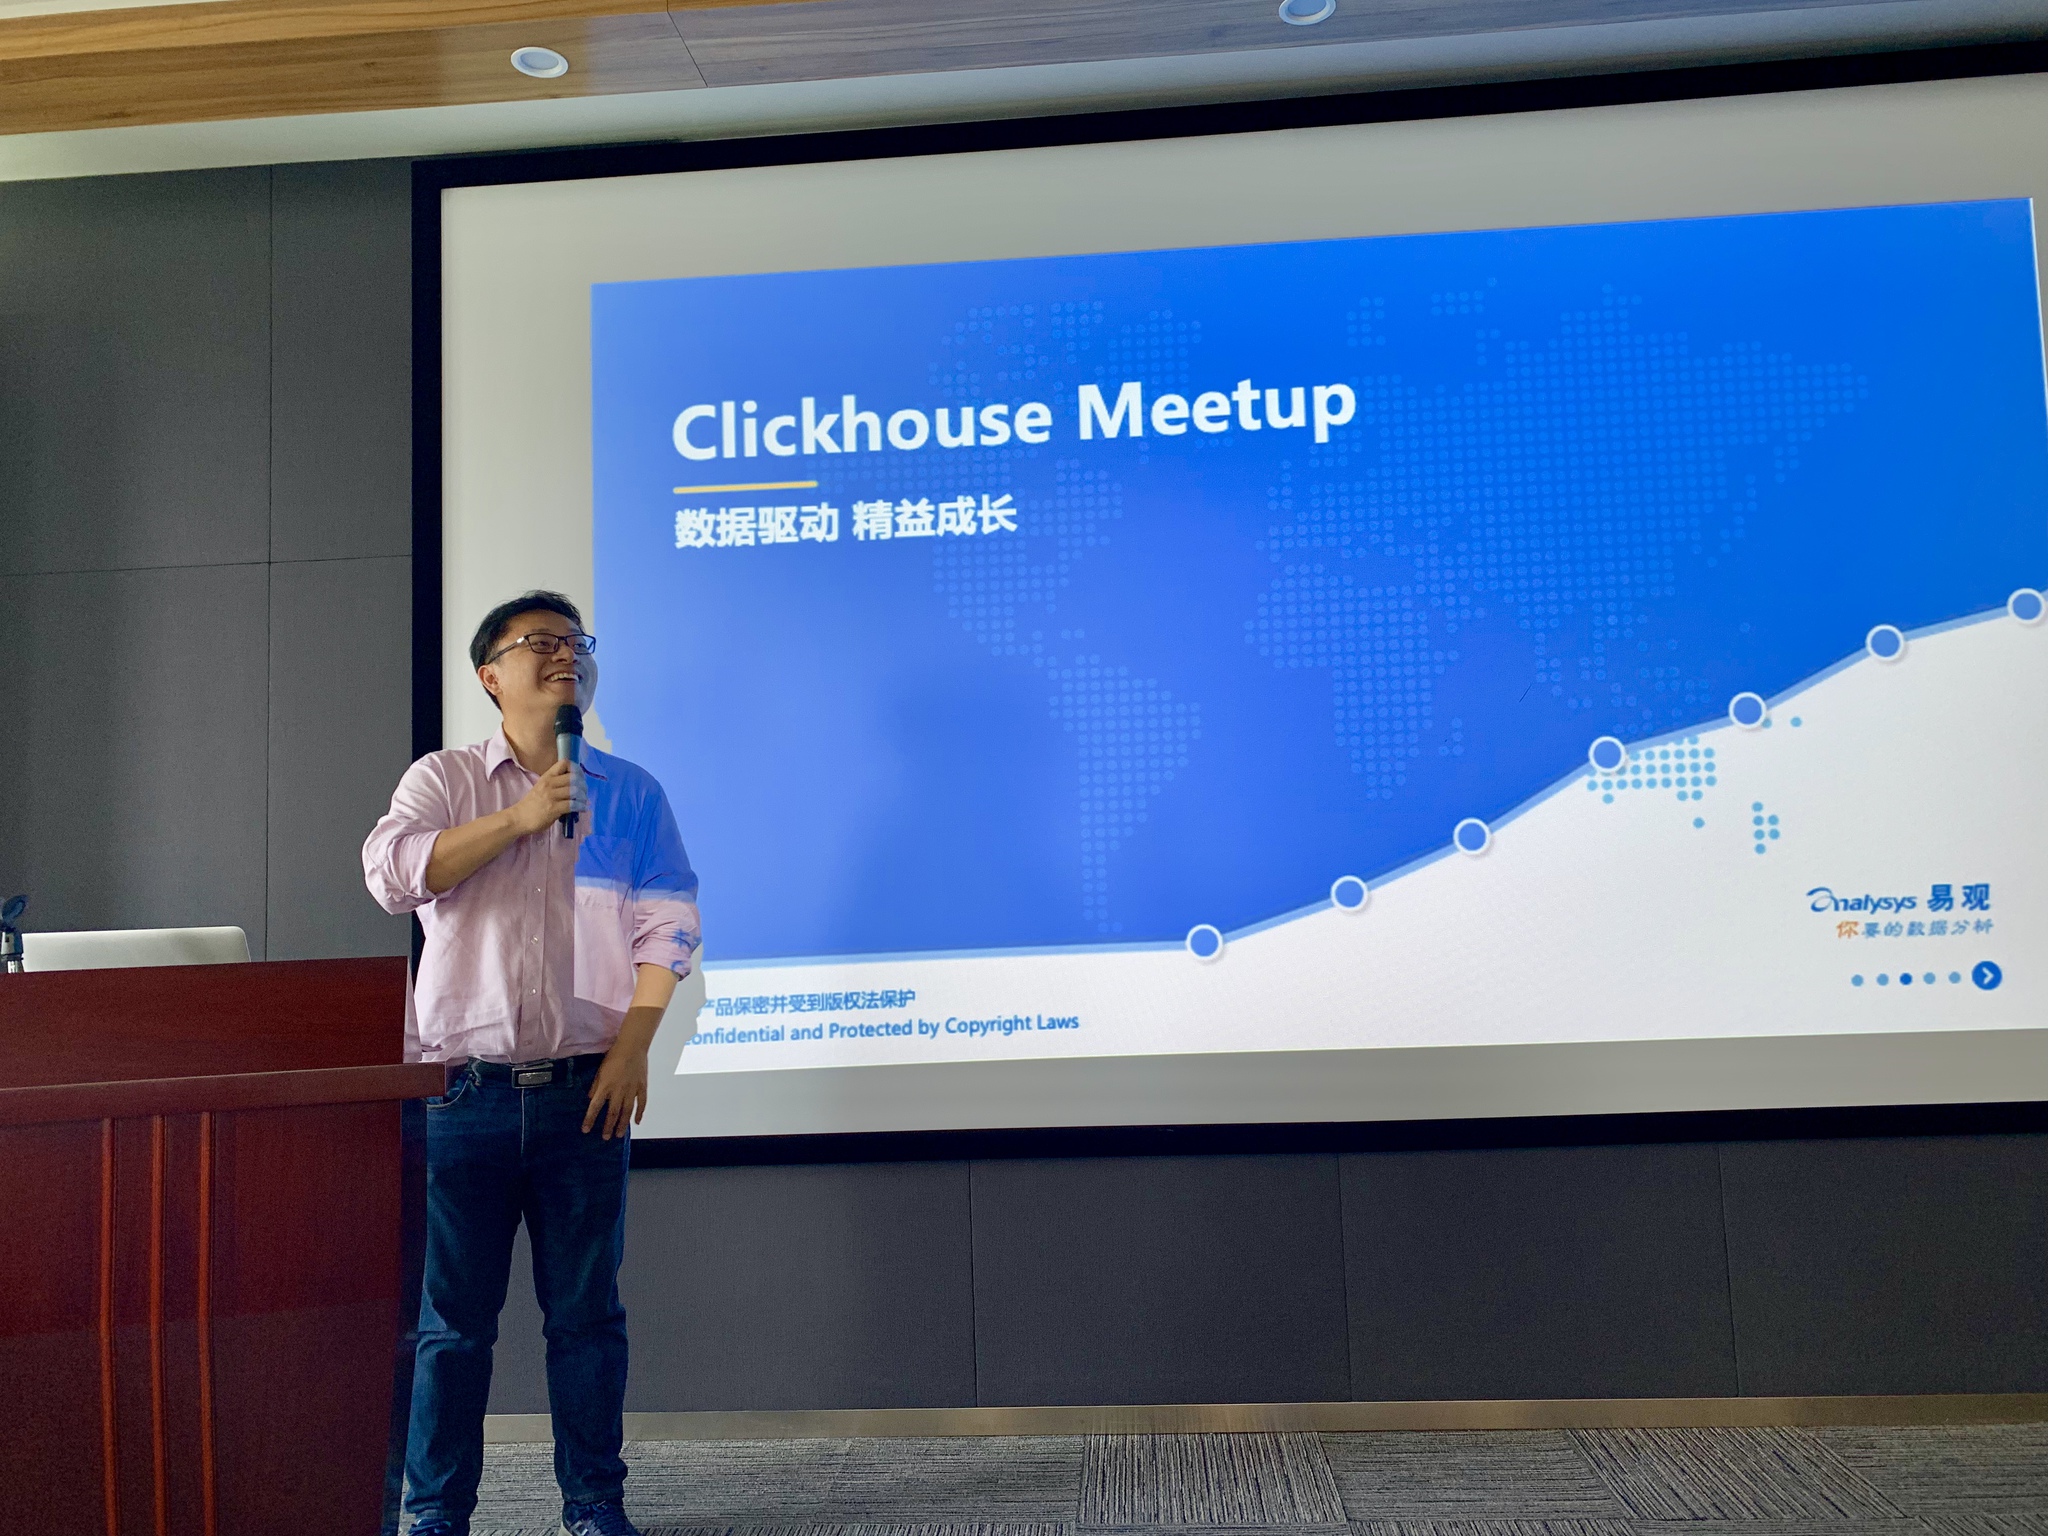 Clickhouse Meetup
数据驱动 精益成长
Analysys 易观
你要的数据分析
产品保密并受到版权法保护
onfidential and Protected by Copyright Laws